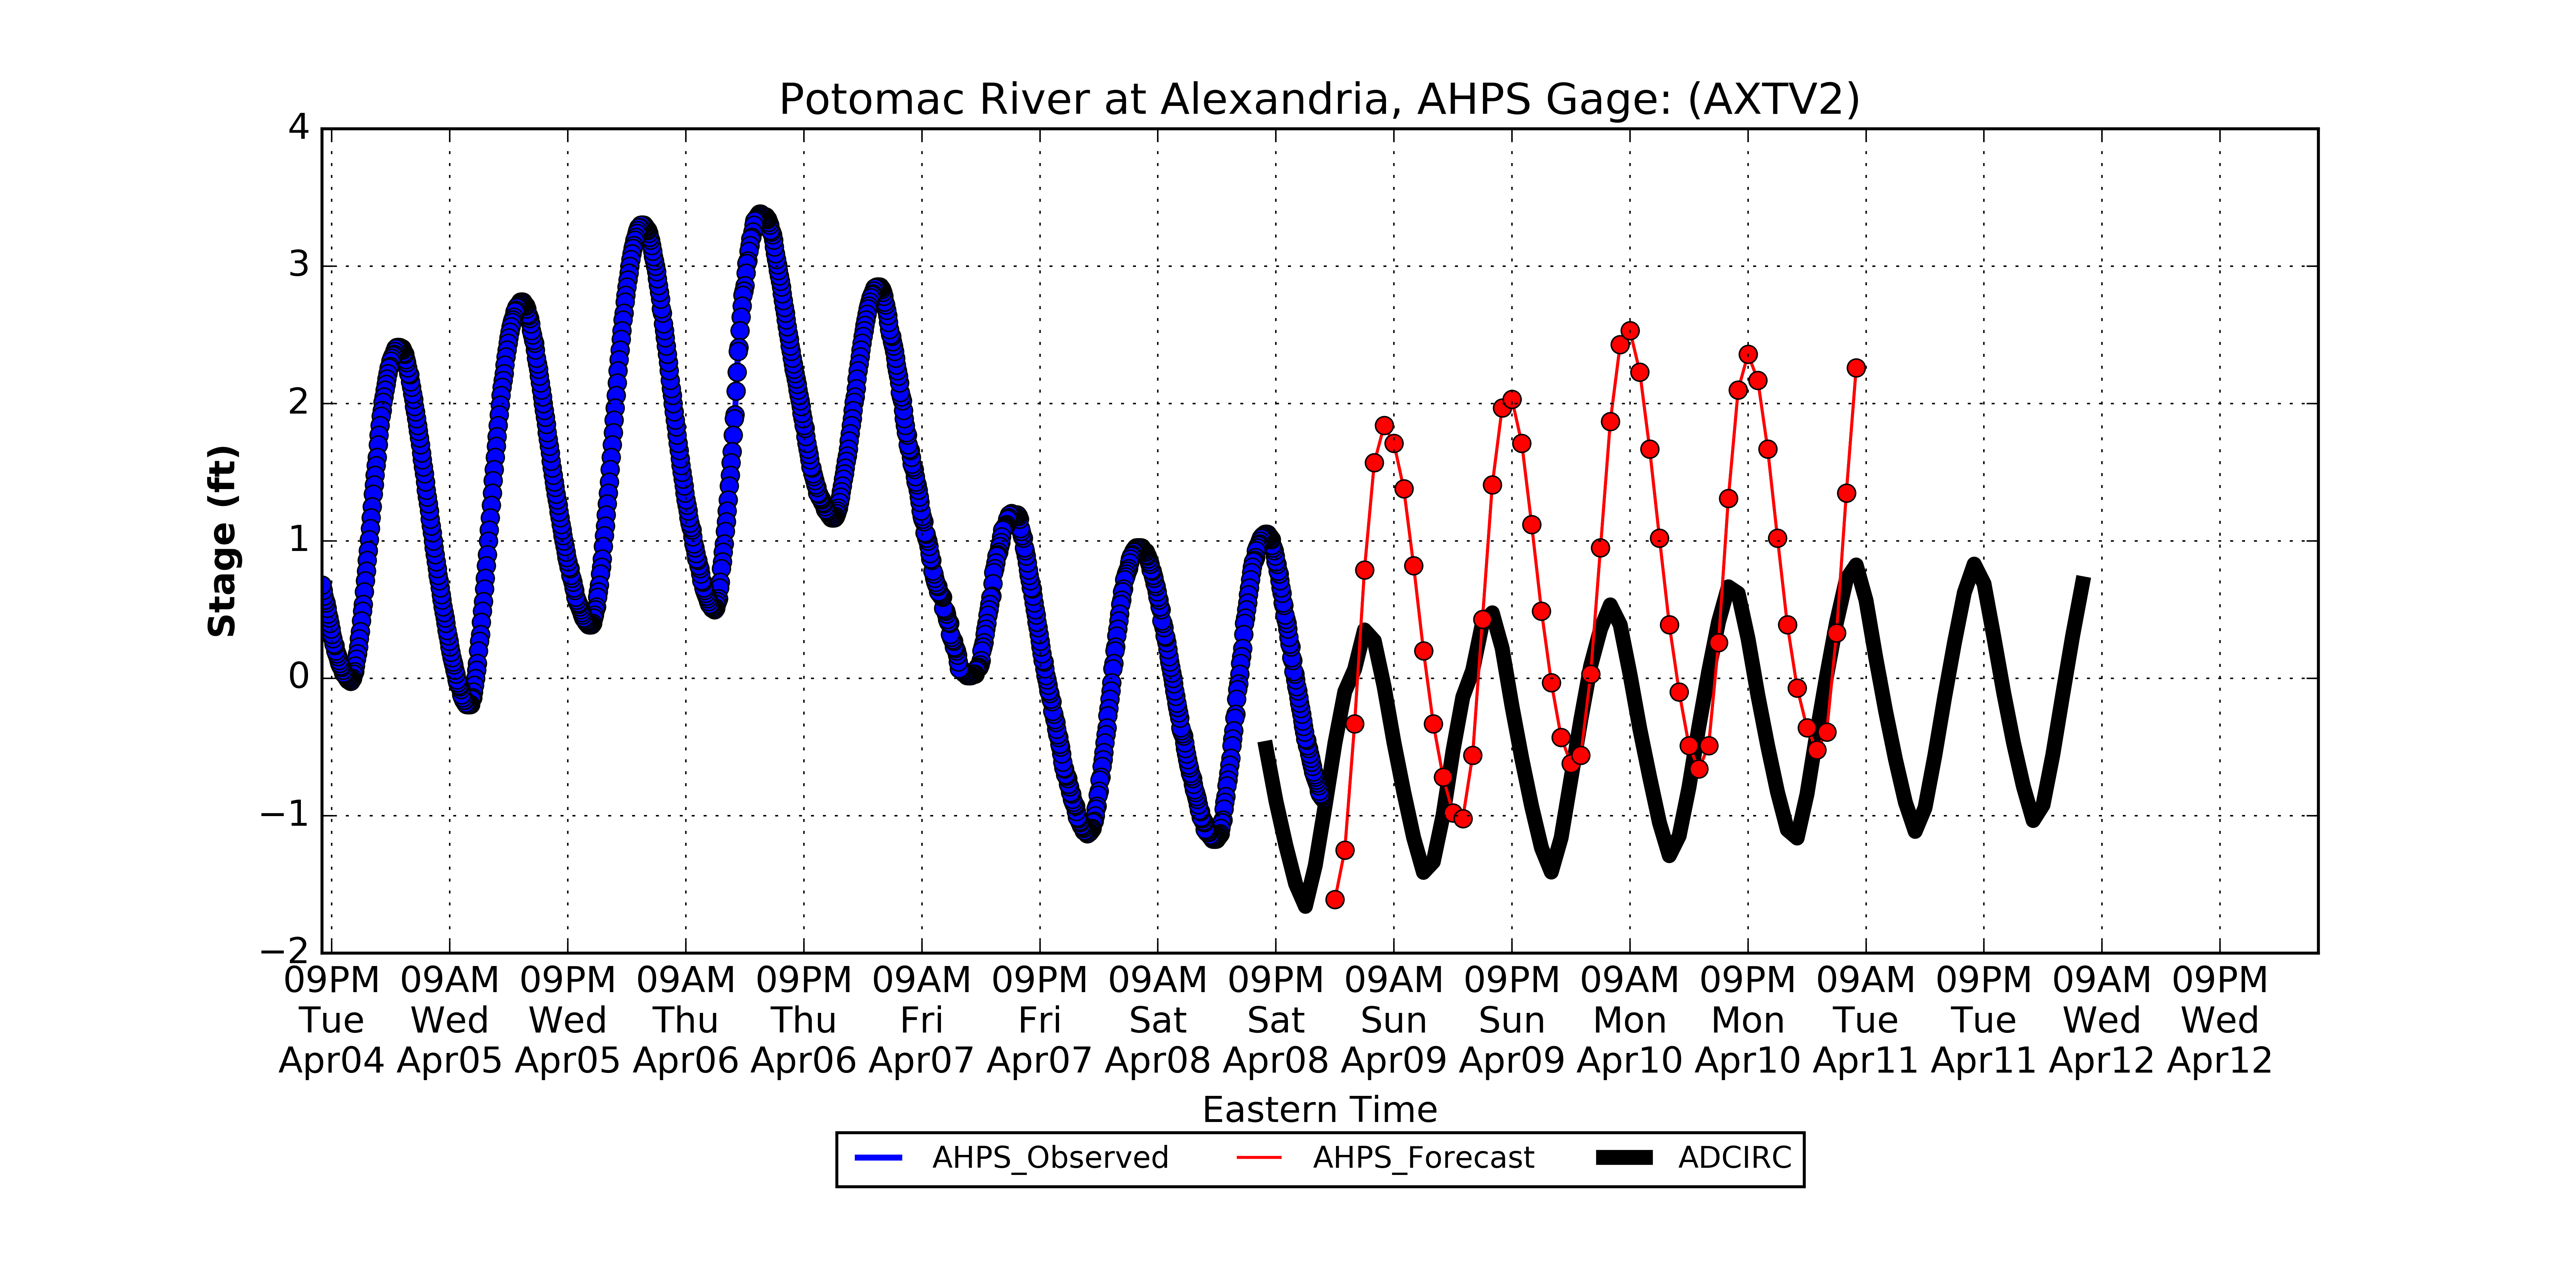 Potomac River at Alexandria, AHPS Gage: (AXTV2)
4
3
2
1
0
−1
−2
Stage (ft)
09PM 09AM 09PM 09AM 09PM 09AM 09PM 09AM 09PM 09AM 09PM 09AM 09PM 09AM 09PM 09AM 09PM
Tue Wed Wed Thu Thu Fri Fri Sat Sat Sun Sun Mon Mon Tue Tue Wed Wed
Apr04 Apr05 Apr05 Apr06 Apr06 Apr07 Apr07 Apr08 Apr08 Apr09 Apr09 Apr10 Apr10 Apr11 Apr11 Apr12 Apr12
Eastern Time
AHPS_Observed AHPS_Forecast ADCIRC